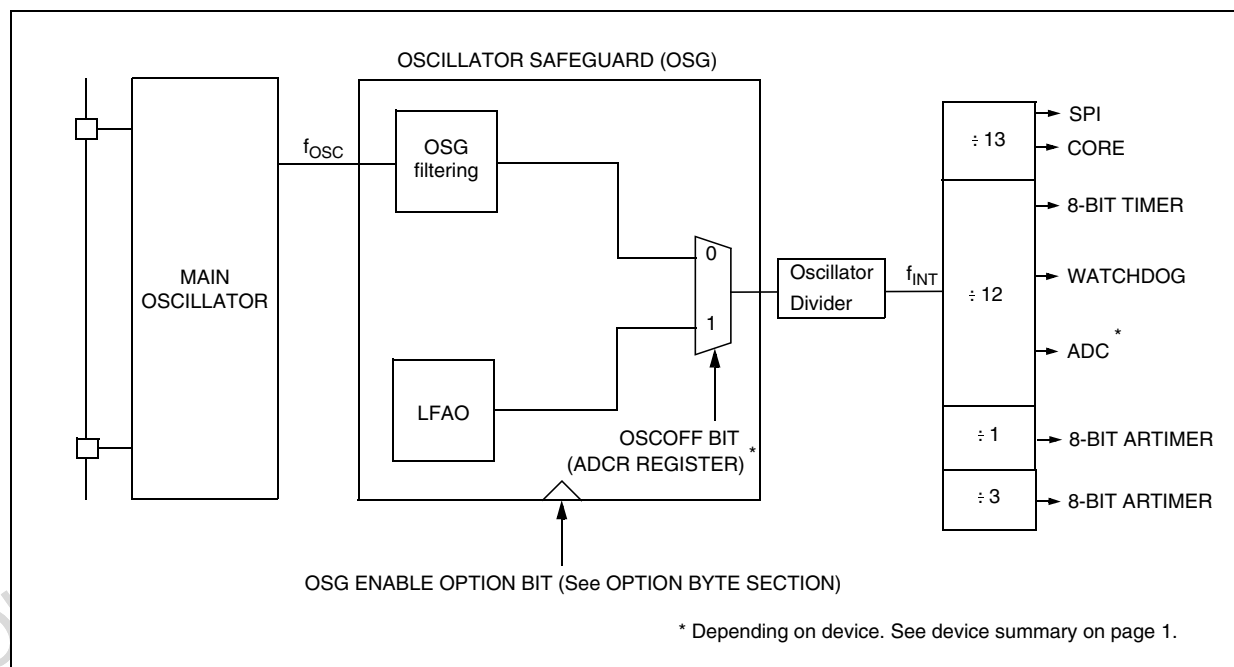 OSCILLATOR SAFEGUARD (OSG)
MAIN
OSCILLATOR
fOSC
OSG
filtering
LFAO
0
1
OSCOFF BIT
(ADCR REGISTER) *
Oscillator
Divider
fINT
÷ 13
÷ 12
÷ 1
÷ 3
SPI
CORE
8-BIT TIMER
WATCHDOG
ADC *
8-BIT ARTIMER
8-BIT ARTIMER
OSG ENABLE OPTION BIT (See OPTION BYTE SECTION)
* Depending on device. See device summary on page 1.